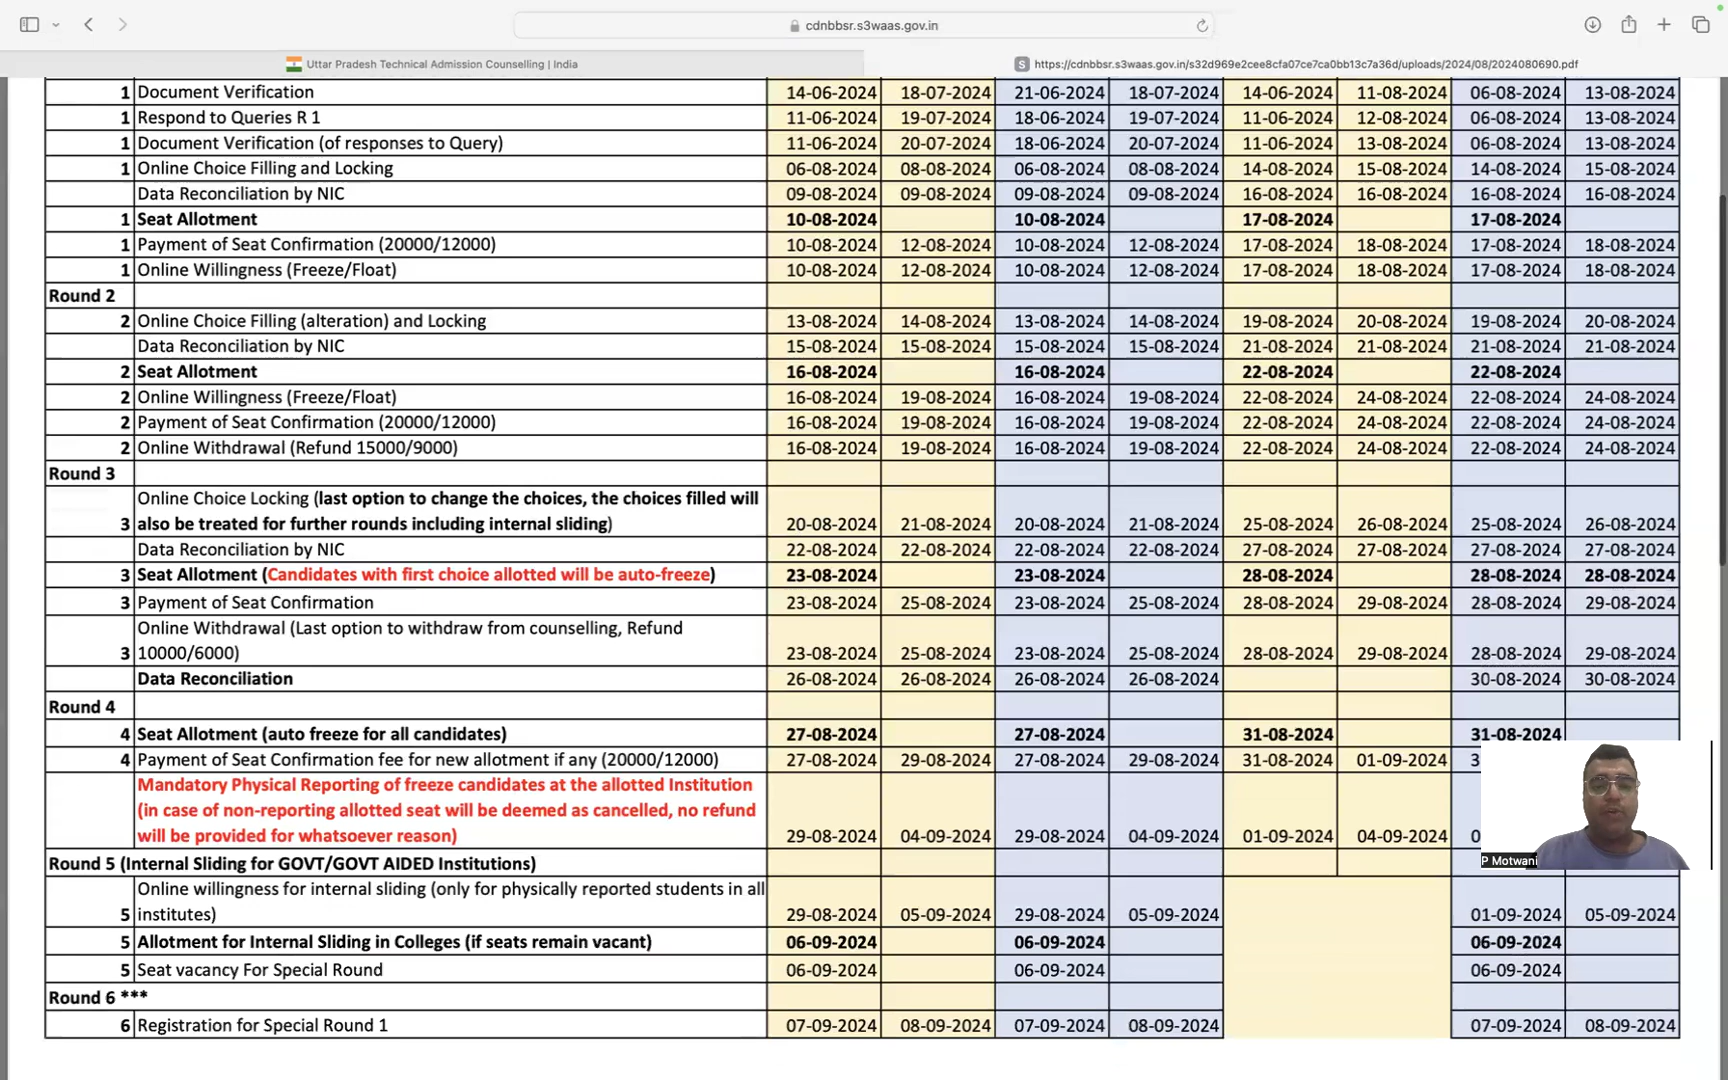 cdnbbsr.s3waas.gov.in
Uttar Pradesh Technical Admission Counselling | India
S https://cdnbbsr.s3waas.gov.in/s32d969e2cee8cfa07ce7ca0bb13c7a36d/uploads/2024/08/2024080690.pdf
1 Document Verification 14-06-2024 18-07-2024 21-06-2024 18-07-2024 14-06-2024 11-08-2024 06-08-2024 13-08-2024
1 Respond to Queries R 1 11-06-2024 19-07-2024 18-06-2024 19-07-2024 11-06-2024 12-08-2024 06-08-2024 13-08-2024
1 Document Verification (of responses to Query) 11-06-2024 20-07-2024 18-06-2024 20-07-2024 11-06-2024 13-08-2024 06-08-2024 13-08-2024
1 Online Choice Filling and Locking 06-08-2024 08-08-2024 06-08-2024 08-08-2024 14-08-2024 15-08-2024 14-08-2024 15-08-2024
Data Reconciliation by NIC 09-08-2024 09-08-2024 09-08-2024 09-08-2024 16-08-2024 16-08-2024 16-08-2024 16-08-2024
1 Seat Allotment 10-08-2024 10-08-2024 17-08-2024 17-08-2024
1 Payment of Seat Confirmation (20000/12000) 10-08-2024 12-08-2024 10-08-2024 12-08-2024 17-08-2024 18-08-2024 17-08-2024 18-08-2024
1 Online Willingness (Freeze/Float) 10-08-2024 12-08-2024 10-08-2024 12-08-2024 17-08-2024 18-08-2024 17-08-2024 18-08-2024
Round 2
2 Online Choice Filling (alteration) and Locking 13-08-2024 14-08-2024 13-08-2024 14-08-2024 19-08-2024 20-08-2024 19-08-2024 20-08-2024
Data Reconciliation by NIC 15-08-2024 15-08-2024 15-08-2024 15-08-2024 21-08-2024 21-08-2024 21-08-2024 21-08-2024
2 Seat Allotment 16-08-2024 16-08-2024 22-08-2024 22-08-2024
2 Online Willingness (Freeze/Float) 16-08-2024 19-08-2024 16-08-2024 19-08-2024 22-08-2024 24-08-2024 22-08-2024 24-08-2024
2 Payment of Seat Confirmation (20000/12000) 16-08-2024 19-08-2024 16-08-2024 19-08-2024 22-08-2024 24-08-2024 22-08-2024 24-08-2024
2 Online Withdrawal (Refund 15000/9000) 16-08-2024 19-08-2024 16-08-2024 19-08-2024 22-08-2024 24-08-2024 22-08-2024 24-08-2024
Round 3
Online Choice Locking (last option to change the choices, the choices filled will
3 also be treated for further rounds including internal sliding) 20-08-2024 21-08-2024 20-08-2024 21-08-2024 25-08-2024 26-08-2024 25-08-2024 26-08-2024
Data Reconciliation by NIC 22-08-2024 22-08-2024 22-08-2024 22-08-2024 27-08-2024 27-08-2024 27-08-2024 27-08-2024
3 Seat Allotment (Candidates with first choice allotted will be auto-freeze) 23-08-2024 23-08-2024 28-08-2024 28-08-2024 28-08-2024
3 Payment of Seat Confirmation 23-08-2024 25-08-2024 23-08-2024 25-08-2024 28-08-2024 29-08-2024 28-08-2024 29-08-2024
Online Withdrawal (Last option to withdraw from counselling, Refund
3 10000/6000) 23-08-2024 25-08-2024 23-08-2024 25-08-2024 28-08-2024 29-08-2024 28-08-2024 29-08-2024
Data Reconciliation 26-08-2024 26-08-2024 26-08-2024 26-08-2024 30-08-2024 30-08-2024
Round 4
4 Seat Allotment (auto freeze for all candidates) 27-08-2024 27-08-2024 31-08-2024 31-08-2024
4 Payment of Seat Confirmation fee for new allotment if any (20000/12000) 27-08-2024 29-08-2024 27-08-2024 29-08-2024 31-08-2024 01-09-2024 3
Mandatory Physical Reporting of freeze candidates at the allotted Institution
(in case of non-reporting allotted seat will be deemed as cancelled, no refund
will be provided for whatsoever reason) 29-08-2024 04-09-2024 29-08-2024 04-09-2024 01-09-2024 04-09-2024 0
P Motwani
Round 5 (Internal Sliding for GOVT/GOVT AIDED Institutions)
Online willingness for internal sliding (only for physically reported students in all
5 institutes) 29-08-2024 05-09-2024 29-08-2024 05-09-2024 01-09-2024 05-09-2024
5 Allotment for Internal Sliding in Colleges (if seats remain vacant) 06-09-2024 06-09-2024 06-09-2024
5 Seat vacancy For Special Round 06-09-2024 06-09-2024 06-09-2024
Round 6 ***
6 Registration for Special Round 1 07-09-2024 08-09-2024 07-09-2024 08-09-2024 07-09-2024 08-09-2024